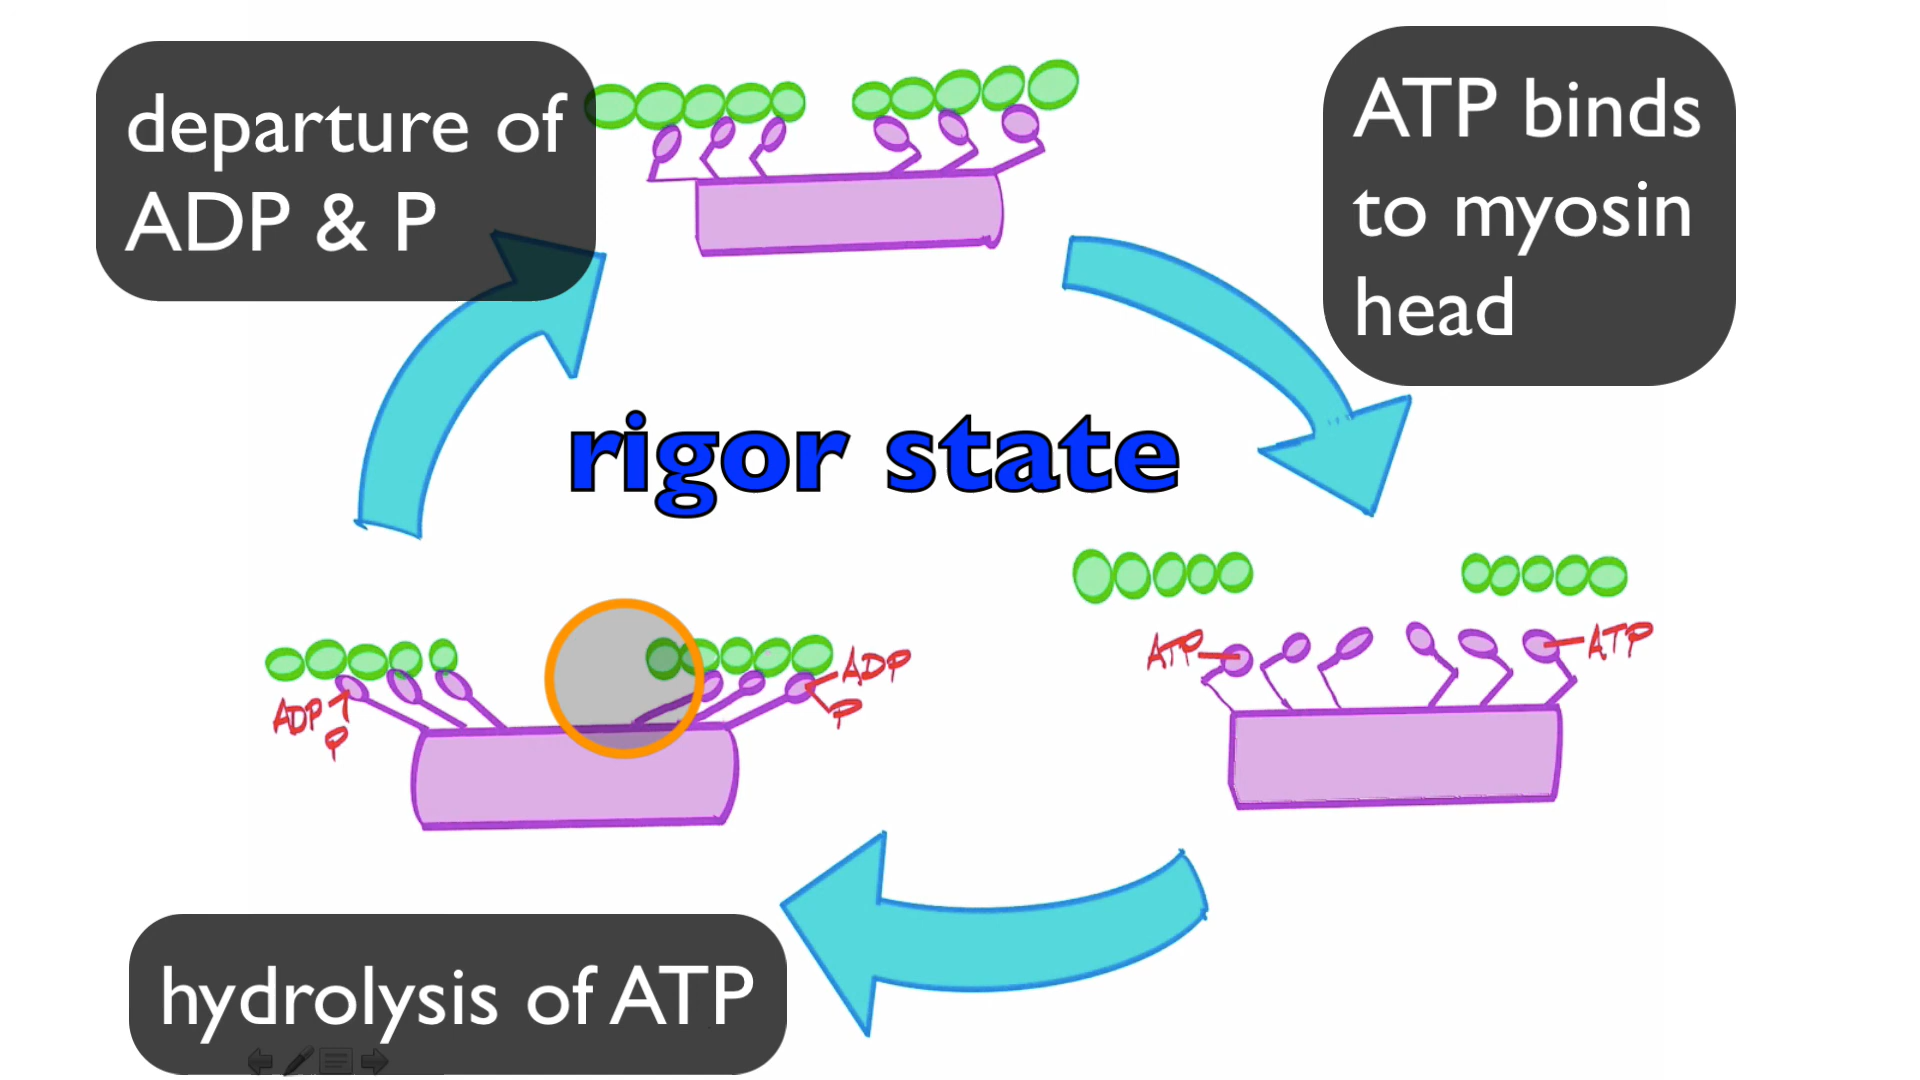 departure of
ADP & P
ATP binds
to myosin
head
rigor state
ATP
ATP
ADP
P
ADP
P
hydrolysis of ATP